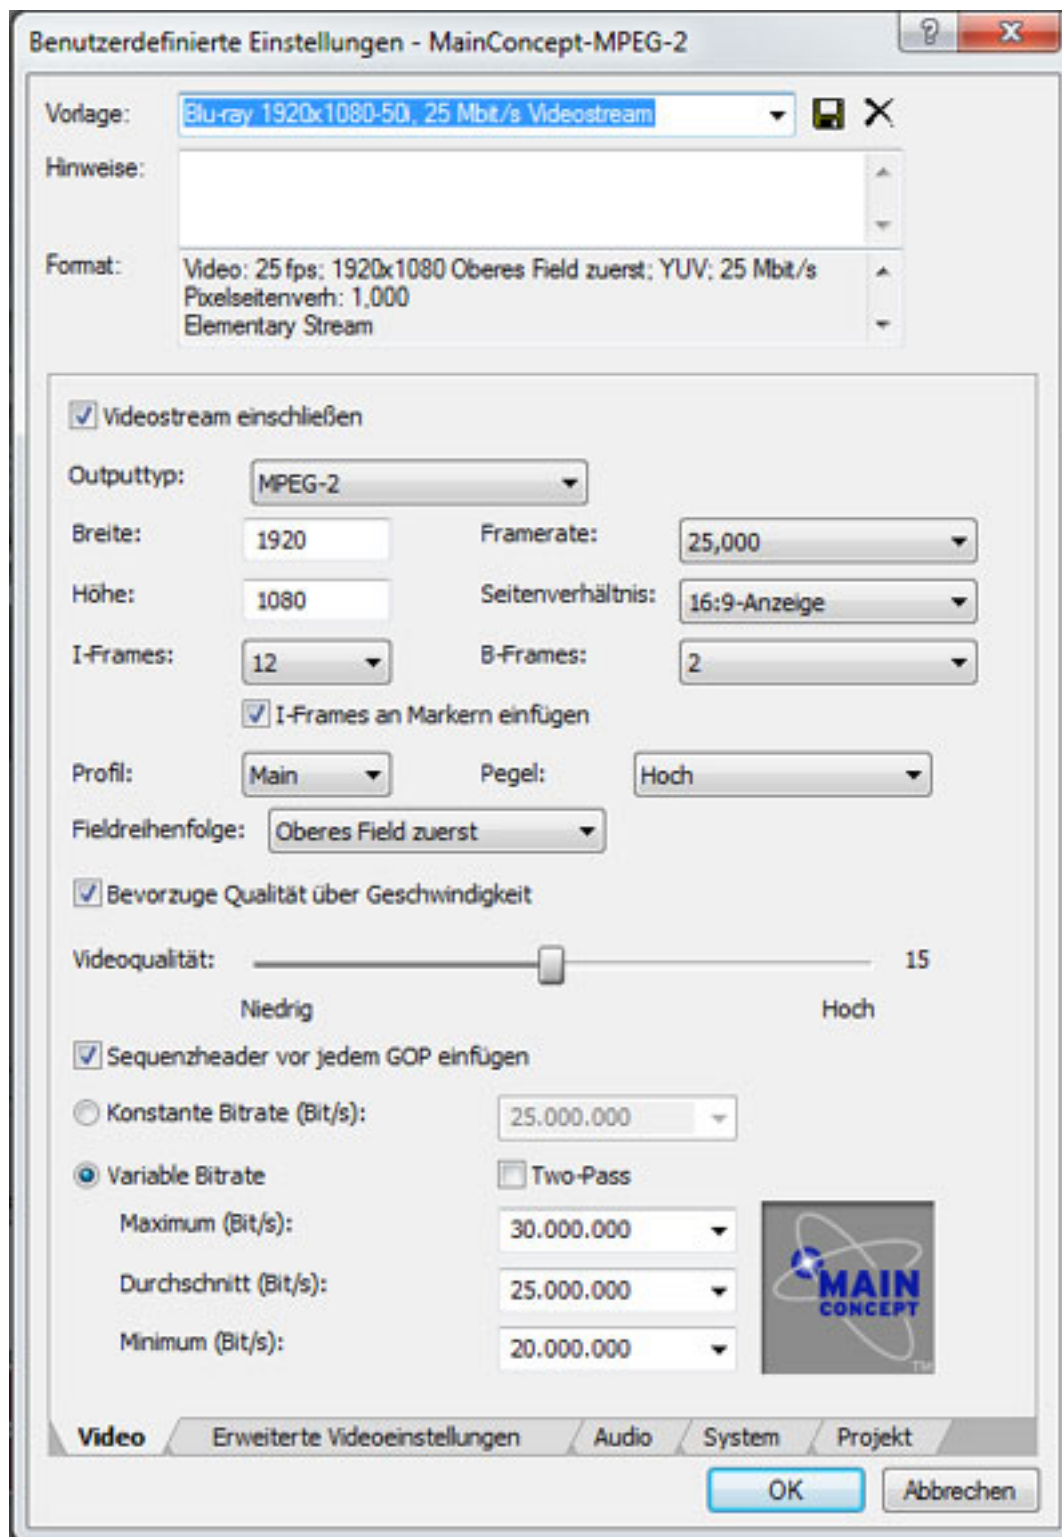 Benutzerdefinierte Einstellungen - MainConcept-MPEG-2
Vorlage: Blu-ray 1920x1080-50i, 25 Mbit/s Videostream
Hinweise:
Format: Video: 25 fps; 1920x1080 Oberes Field zuerst; YUV; 25 Mbit/s
Pixelseitenverh: 1,000
Elementary Stream
Videostream einschließen
Outputtyp: MPEG-2
Breite: 1920 Framerate: 25,000
Höhe: 1080 Seitenverhältnis: 16:9-Anzeige
I-Frames: 12 B-Frames: 2
I-Frames an Markern einfügen
Profil: Main Pegel: Hoch
Fieldreihenfolge: Oberes Field zuerst
Bevorzuge Qualität über Geschwindigkeit
Videoqualität: 15
Niedrig Hoch
Sequenzheader vor jedem GOP einfügen
Konstante Bitrate (Bit/s): 25.000.000
Variable Bitrate Two-Pass
Maximum (Bit/s): 30.000.000
Durchschnitt (Bit/s): 25.000.000
Minimum (Bit/s): 20.000.000
MAIN
CONCEPT
TM
Video Erweiterte Videoeinstellungen Audio System Projekt
OK Abbrechen